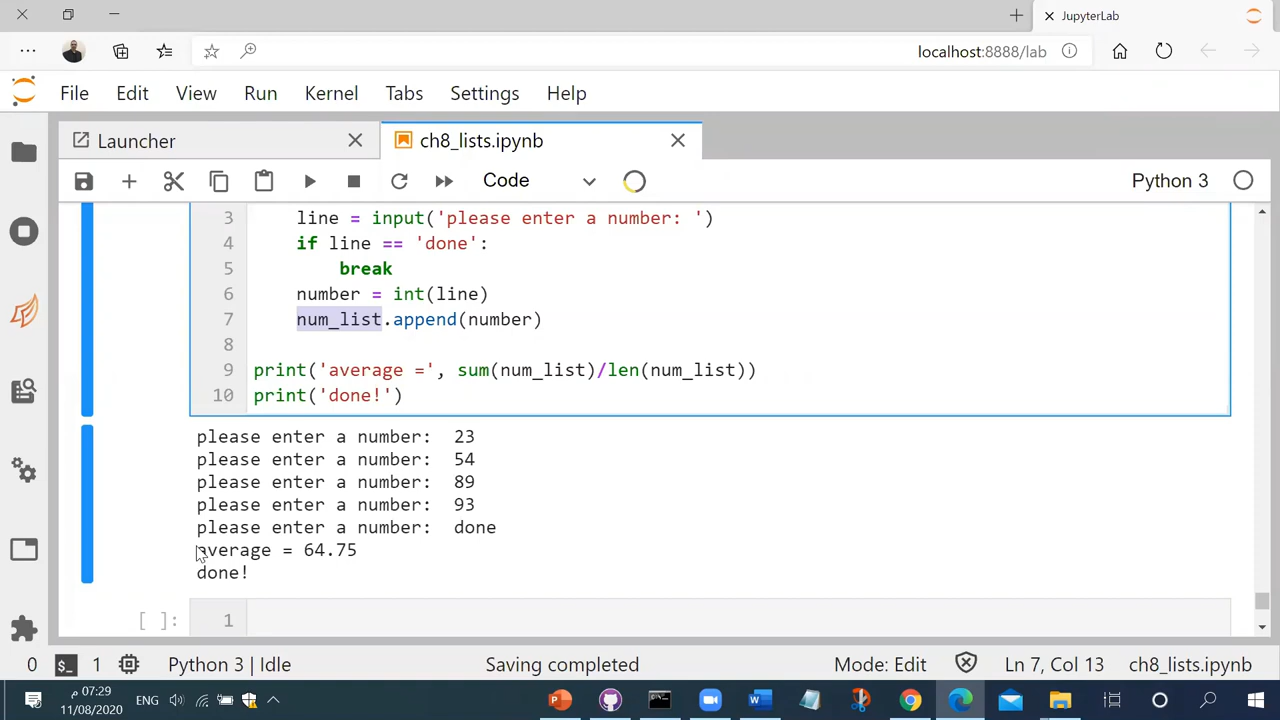 JupyterLab
localhost:8888/lab
File Edit View Run Kernel Tabs Settings Help
Launcher
ch8_lists.ipynb
Code
Python 3
3 line = input('please enter a number: ')
4 if line == 'done':
5 break
6 number = int(line)
7 num_list.append(number)
8
9 print('average =', sum(num_list)/len(num_list))
10 print('done!')
please enter a number: 23
please enter a number: 54
please enter a number: 89
please enter a number: 93
please enter a number: done
average = 64.75
done!
[ ]: 1
0 1 Python 3 | Idle Saving completed Mode: Edit Ln 7, Col 13 ch8_lists.ipynb
07:29 م
11/08/2020
ENG